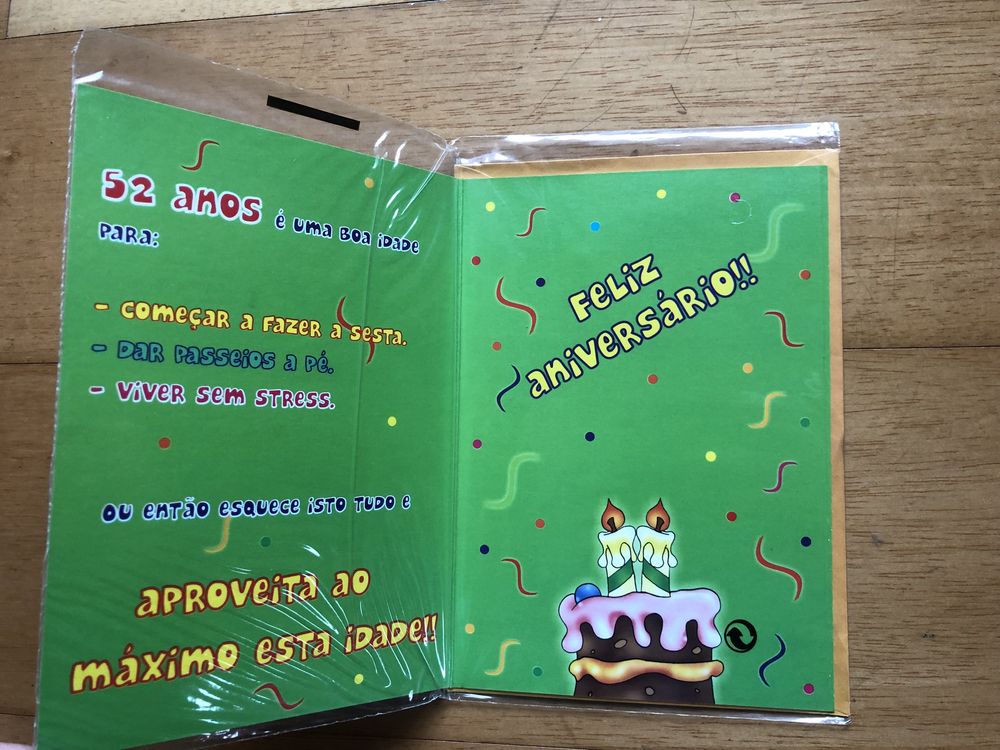 52 anos é uma boa idade
para:
- Começar a fazer a sesta.
- Dar passeios a pé.
- Viver sem stress.
Ou então esquece isto tudo e
aproveita ao
máximo esta idade!!
Feliz
aniversário!!